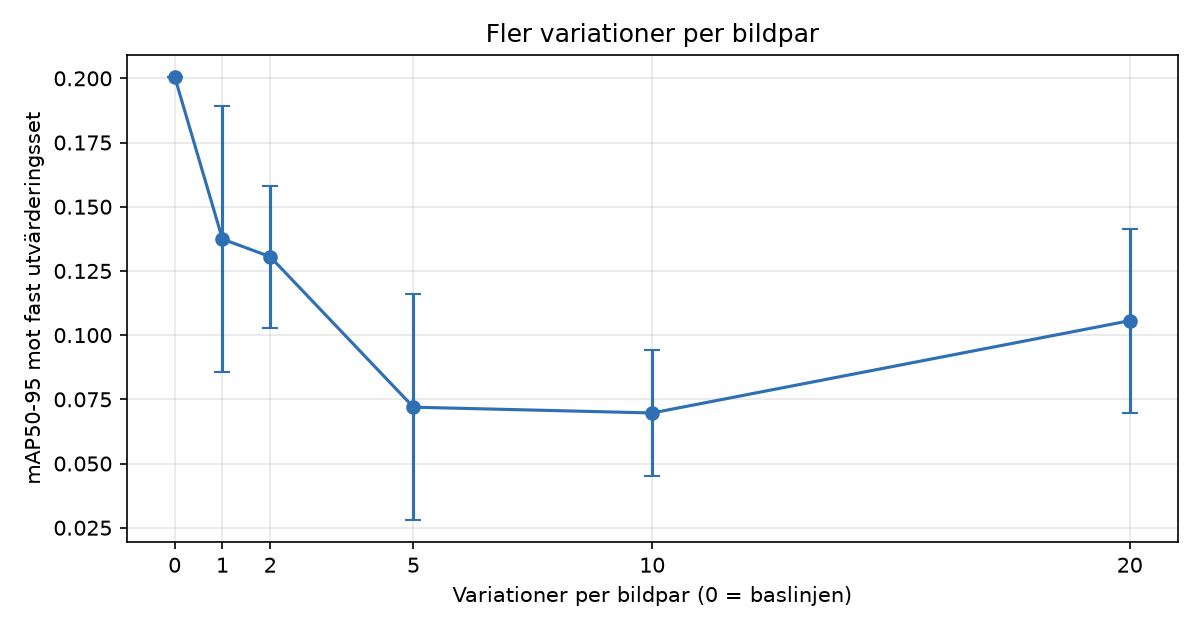 Fler variationer per bildpar
mAP50-95 mot fast utvärderingsset
0.200
0.175
0.150
0.125
0.100
0.075
0.050
0.025
0 1 2 5 10 20
Variationer per bildpar (0 = baslinjen)